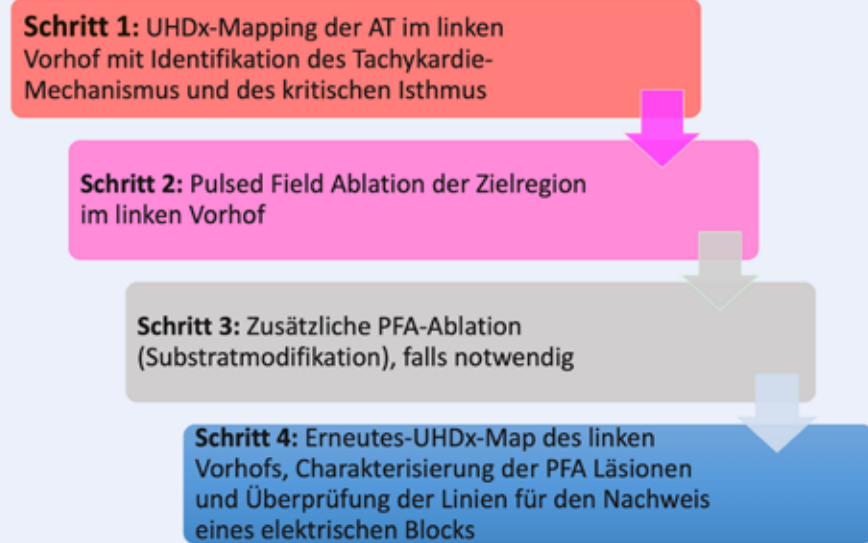 Schritt 1: UHDx-Mapping der AT im linken
Vorhof mit Identifikation des Tachykardie-
Mechanismus und des kritischen Isthmus
Schritt 2: Pulsed Field Ablation der Zielregion
im linken Vorhof
Schritt 3: Zusätzliche PFA-Ablation
(Substratmodifikation), falls notwendig
Schritt 4: Erneutes-UHDx-Map des linken
Vorhofs, Charakterisierung der PFA Läsionen
und Überprüfung der Linien für den Nachweis
eines elektrischen Blocks